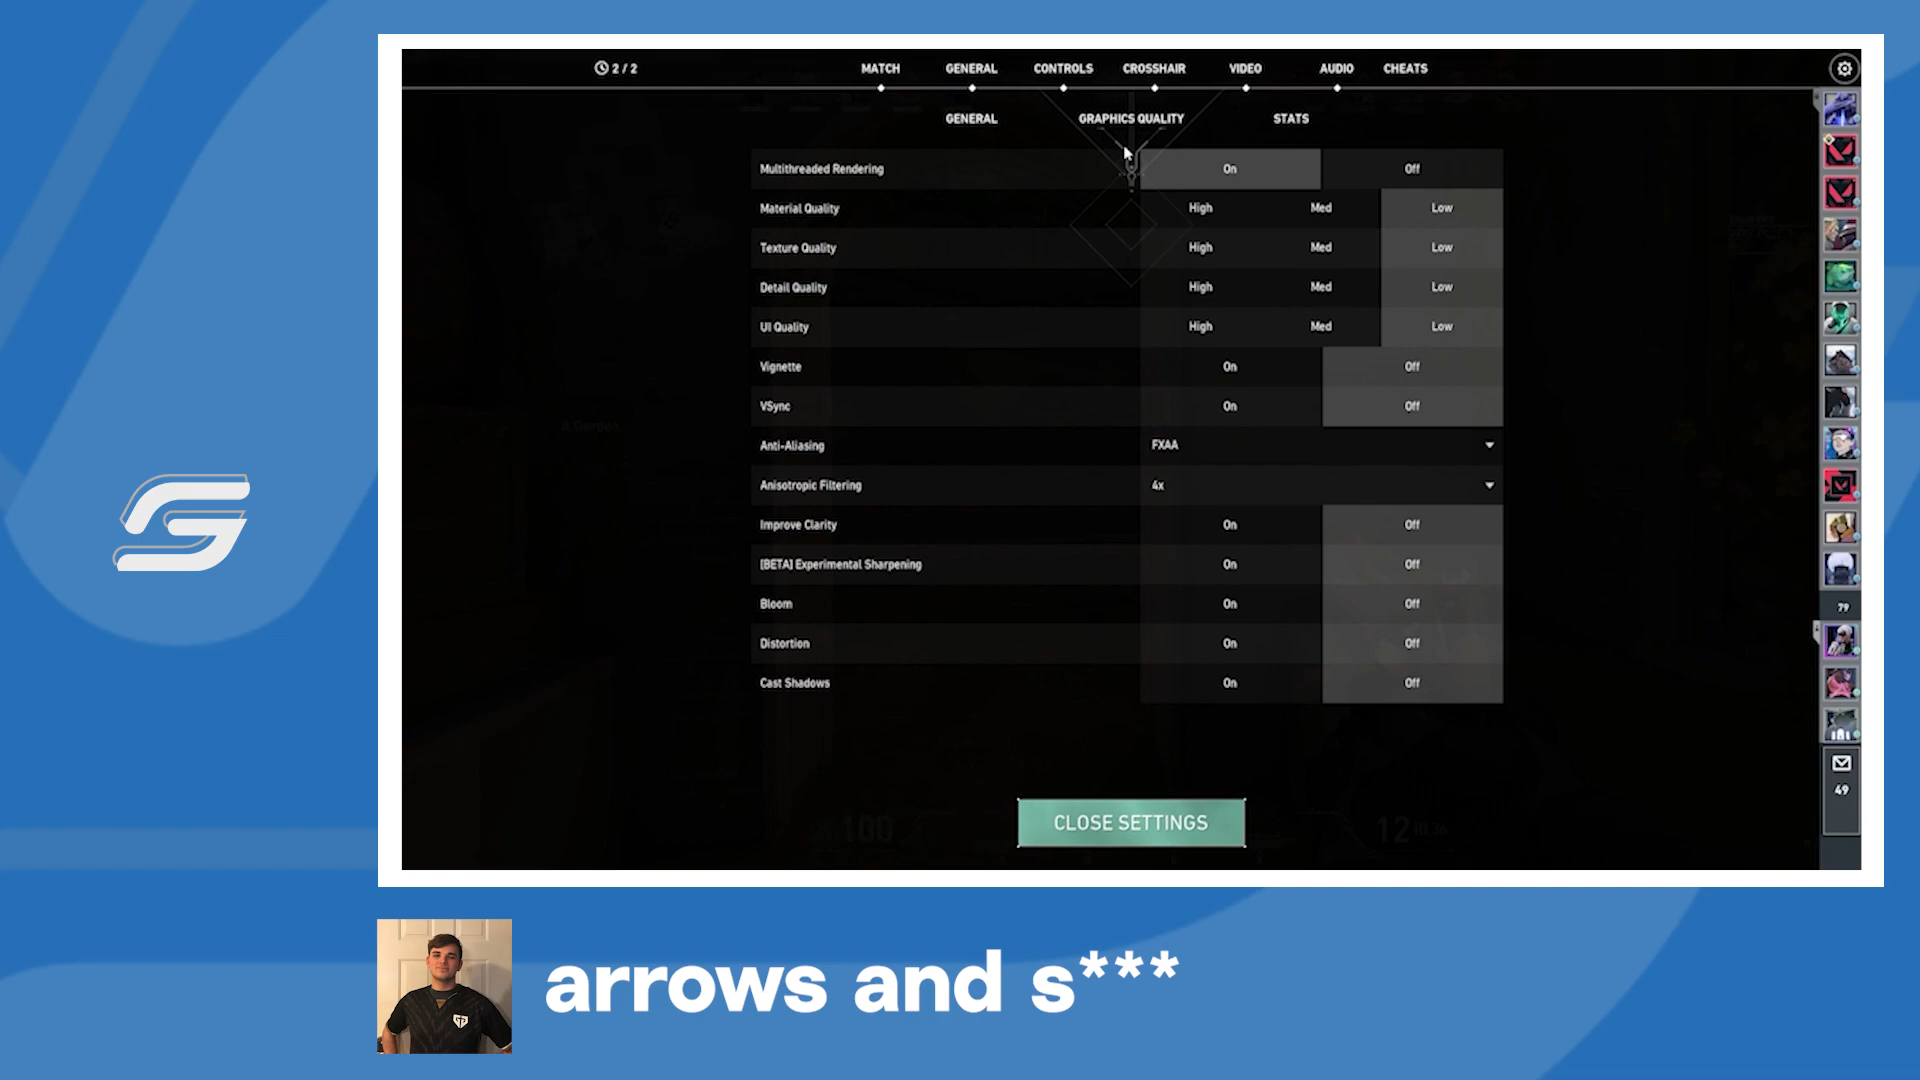 2 / 2
MATCH GENERAL CONTROLS CROSSHAIR VIDEO AUDIO CHEATS
GENERAL GRAPHICS QUALITY STATS
Multithreaded Rendering On Off
Material Quality High Med Low
Texture Quality High Med Low
Detail Quality High Med Low
UI Quality High Med Low
Vignette On Off
VSync On Off
Anti-Aliasing FXAA
Anisotropic Filtering 4x
Improve Clarity On Off
[BETA] Experimental Sharpening On Off
Bloom On Off
Distortion On Off
Cast Shadows On Off
79
49
100
12
36
CLOSE SETTINGS
arrows and s***